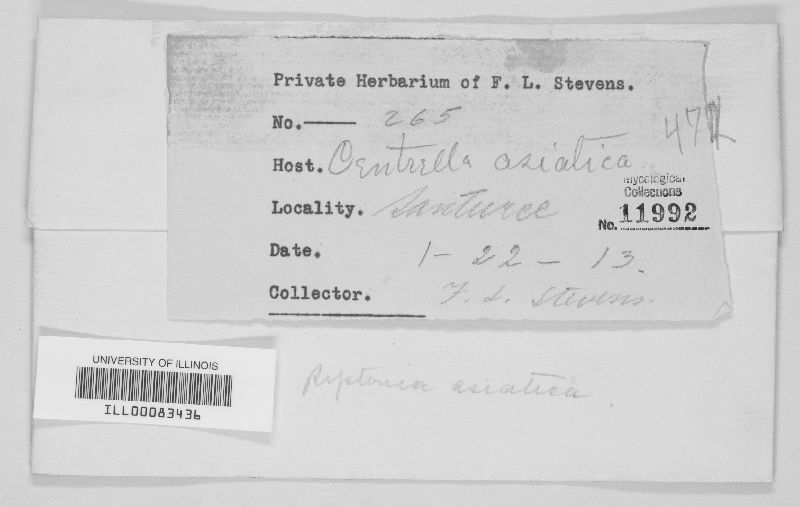 Private Herbarium of F. L. Stevens.
No.—— 265
Host. Centrella asiatica
Locality. Santurce
Date. 1 - 22 - 13.
Collector. F. L. Stevens.
Mycological
Collections
No. 11992
UNIVERSITY OF ILLINOIS
ILL00083436
asiatica